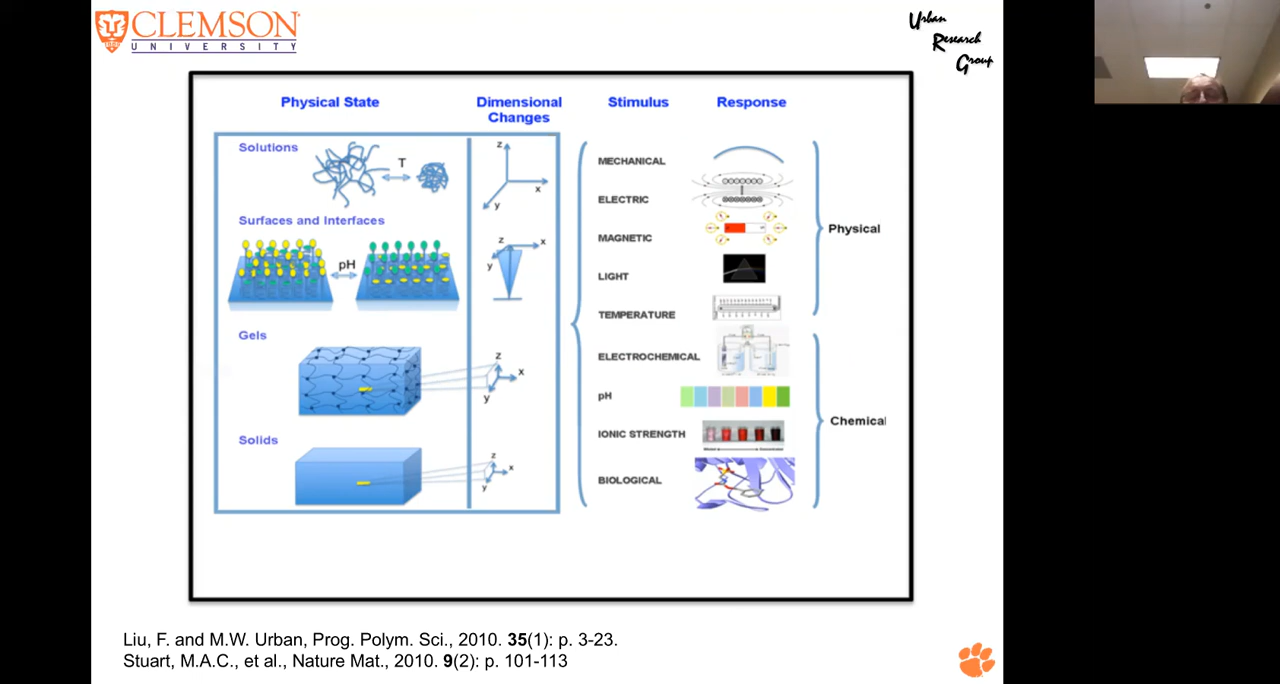 CLEMSON
UNIVERSITY
Urban
Research
Group
Physical State
Dimensional
Changes
Stimulus
Response
Solutions
T
z
x
y
MECHANICAL
ELECTRIC
MAGNETIC
LIGHT
TEMPERATURE
Physical
Surfaces and Interfaces
pH
z
x
y
Gels
z
x
y
ELECTROCHEMICAL
pH
IONIC STRENGTH
BIOLOGICAL
Chemical
Solids
z
x
y
Liu, F. and M.W. Urban, Prog. Polym. Sci., 2010. 35(1): p. 3-23.
Stuart, M.A.C., et al., Nature Mat., 2010. 9(2): p. 101-113